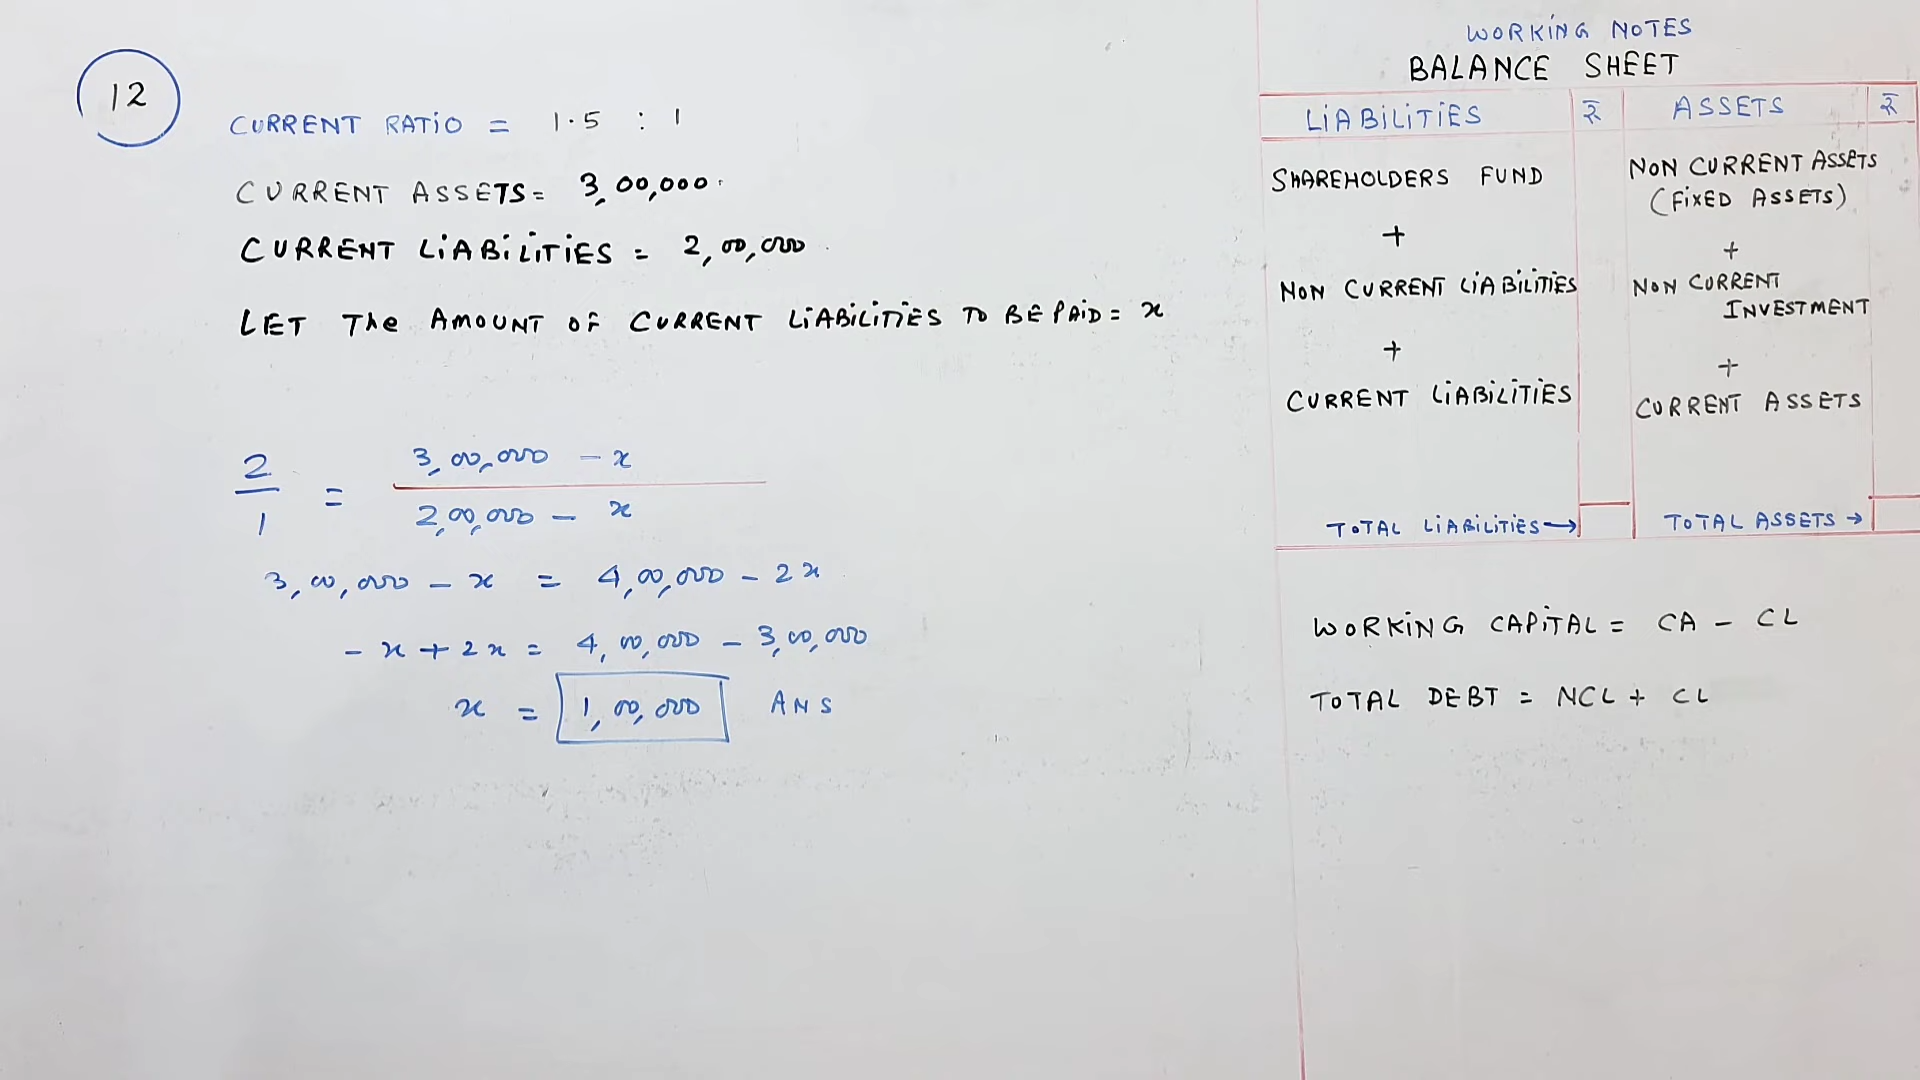 12
CURRENT RATIO = 1.5 : 1
CURRENT ASSETS = 3,00,000.
CURRENT LIABILITIES = 2,00,000.
LET The AMOUNT OF CURRENT LIABILITIES TO BE PAID = x
2/1 = 3,00,000 - x / 2,00,000 - x
3,00,000 - x = 4,00,000 - 2x
- x + 2x = 4,00,000 - 3,00,000
x = 1,00,000 ANS
WORKING NOTES
BALANCE SHEET
LIABILITIES ₹ ASSETS ₹
SHAREHOLDERS FUND
+
NON CURRENT LIABILITIES
+
CURRENT LIABILITIES
TOTAL LIABILITIES →
NON CURRENT ASSETS
(FIXED ASSETS)
+
NON CURRENT
INVESTMENT
+
CURRENT ASSETS
TOTAL ASSETS →
WORKING CAPITAL = CA - CL
TOTAL DEBT = NCL + CL